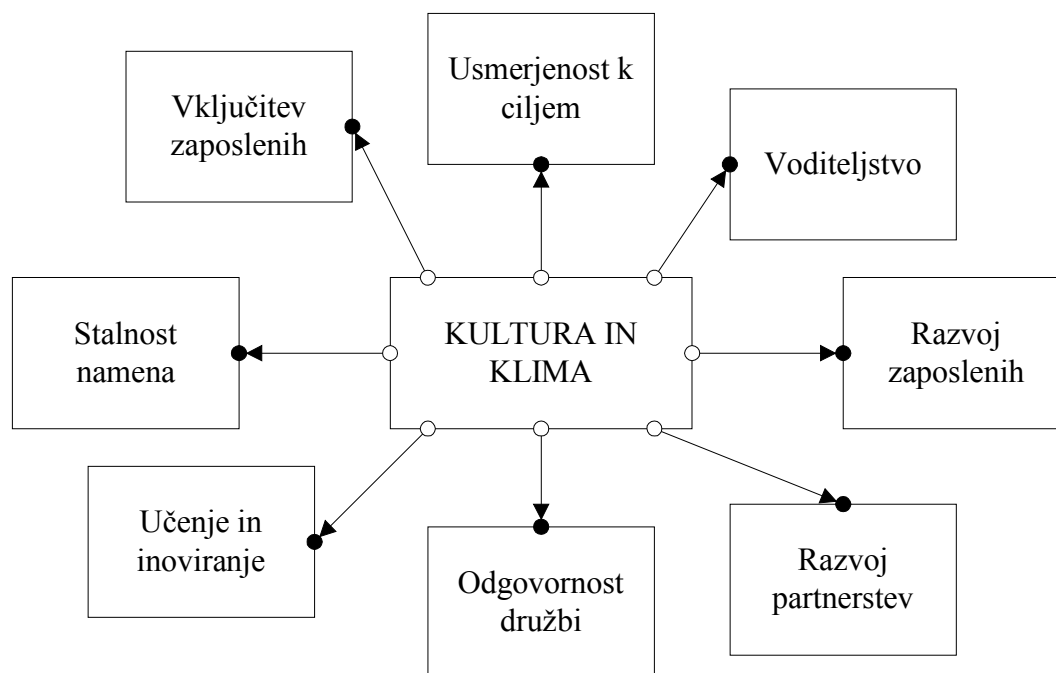 Usmerjenost k
ciljem
Vključitev
zaposlenih
Voditeljstvo
Stalnost
namena
KULTURA IN
KLIMA
Razvoj
zaposlenih
Učenje in
inoviranje
Odgovornost
družbi
Razvoj
partnerstev